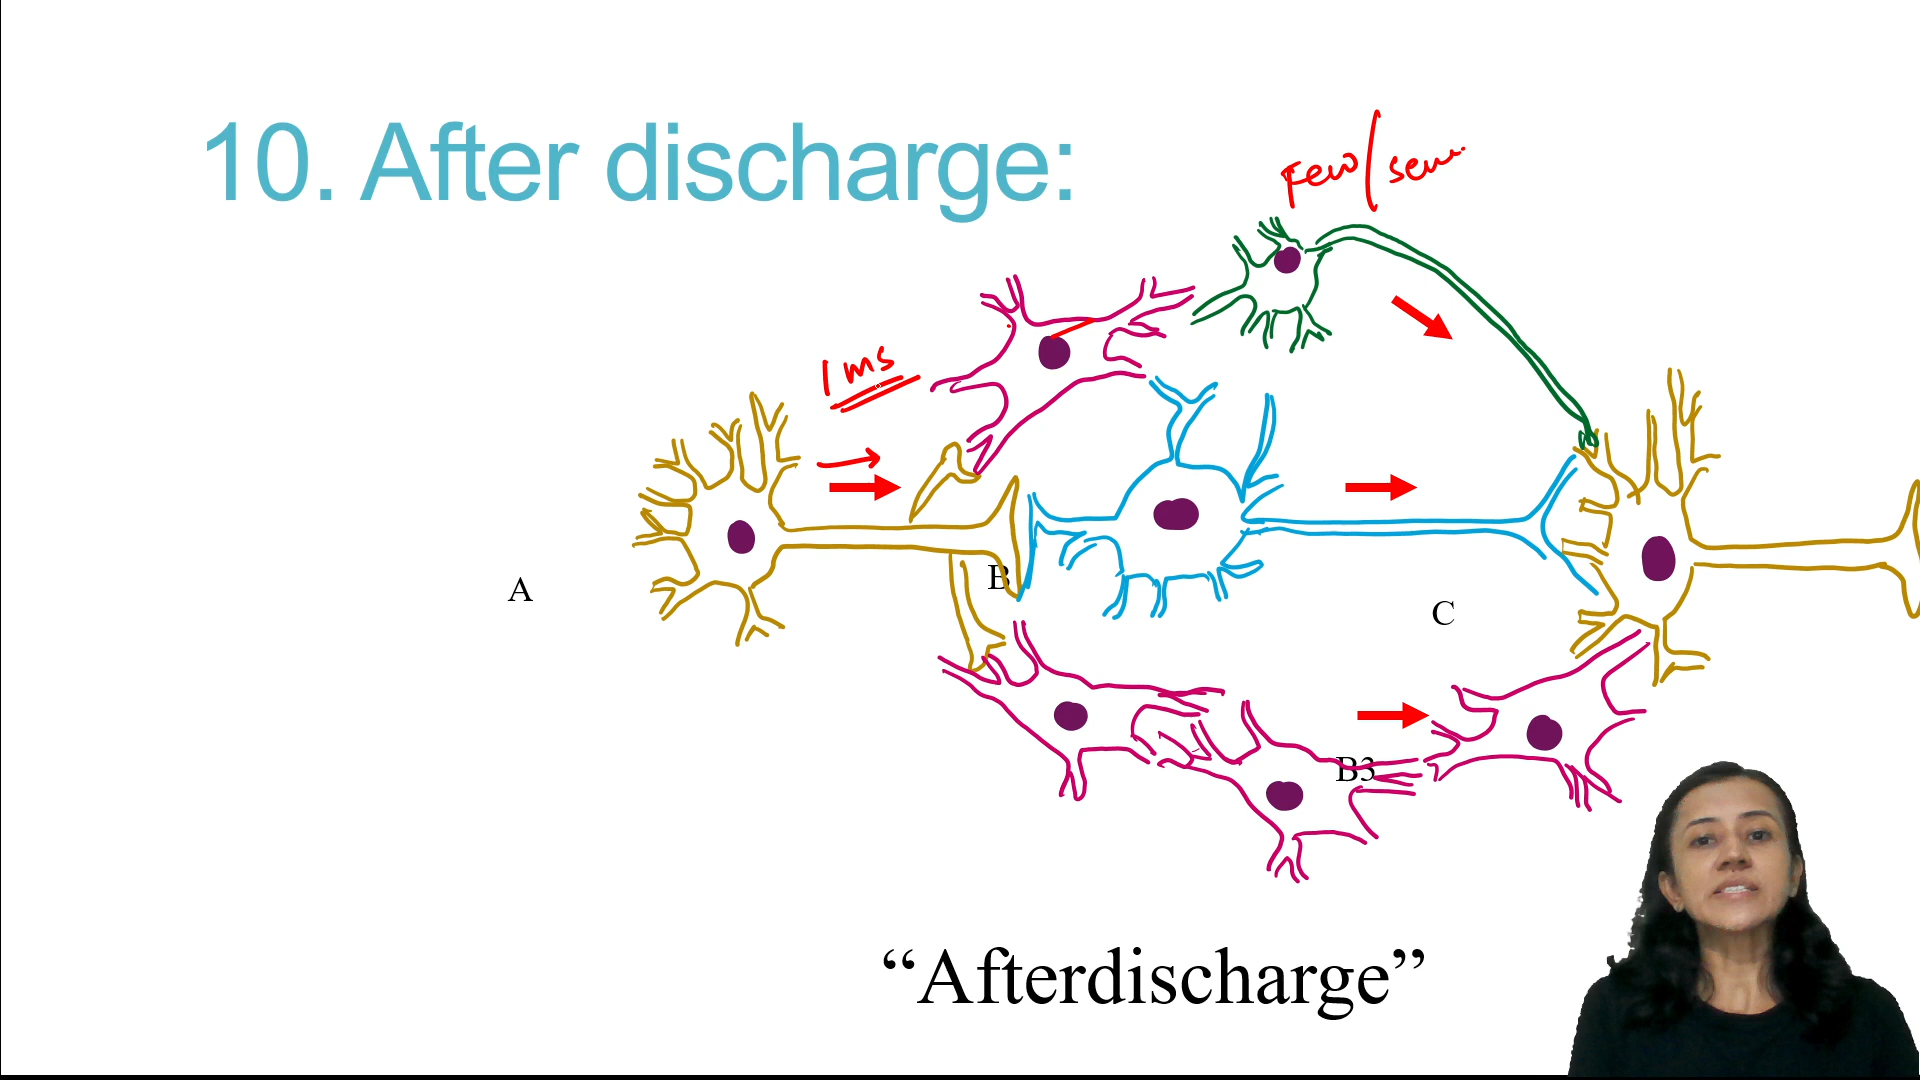 10. After discharge:
Few/
1 ms
A
B
C
B3
“Afterdischarge”